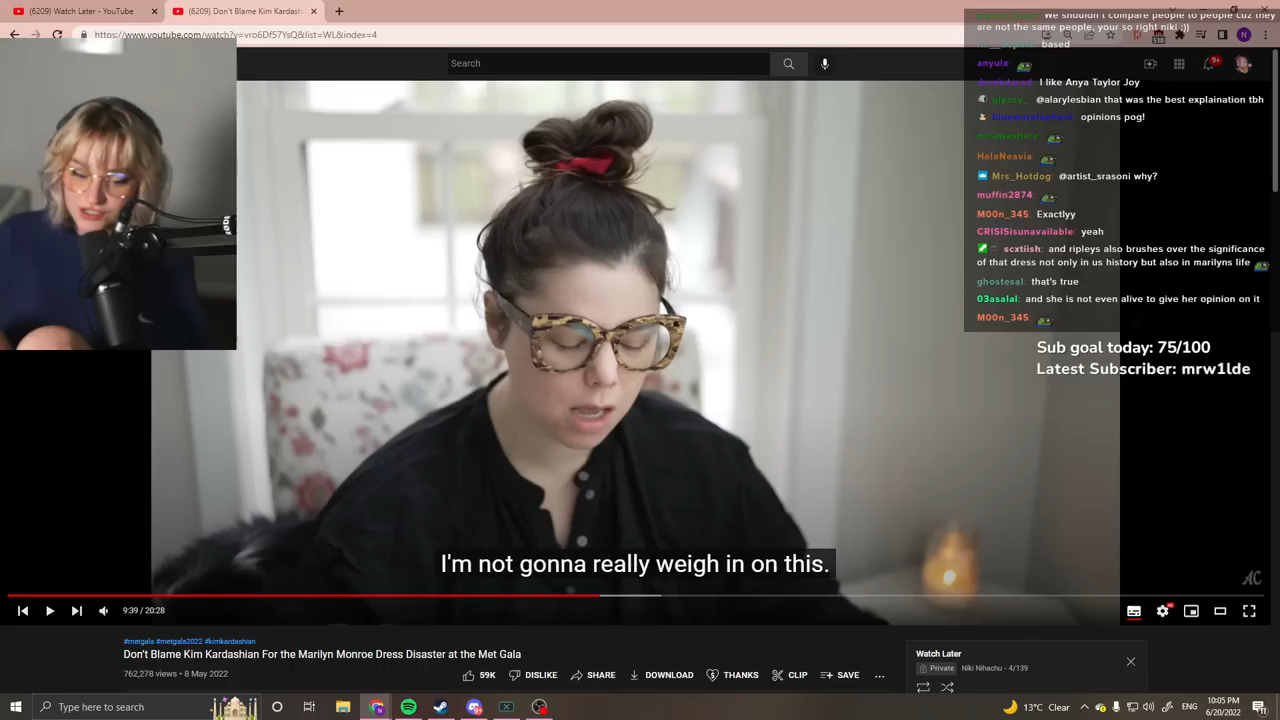 (6209) Watch Later - YouTube
(6209) Don't Blame Kim Kardash
https://www.youtube.com/watch?v=vro6Df57YsQ&list=WL&index=4
Search
We shouldn't compare people to people cuz they
are not the same people, your so right niki :))
based
anyulx:
I like Anya Taylor Joy
@alarylesbian that was the best explaination tbh
opinions pog!
HelaNeavia:
Mrs_Hotdog: @artist_srasoni why?
muffin2874:
M00n_345: Exactlyy
CRISISisunavailable: yeah
scxtiish: and ripleys also brushes over the significance
of that dress not only in us history but also in marilyns life
ghostesal: that's true
03asalal: and she is not even alive to give her opinion on it
M00n_345:
Sub goal today: 75/100
Latest Subscriber: mrw1lde
I'm not gonna really weigh in on this.
AC
9:39 / 20:28
#metgala #metgala2022 #kimkardashian
Don't Blame Kim Kardashian For the Marilyn Monroe Dress Disaster at the Met Gala
762,278 views • 8 May 2022
59K
DISLIKE
SHARE
DOWNLOAD
THANKS
CLIP
SAVE
Watch Later
Private
Niki Nihachu - 4/139
Type here to search
13°C Clear
10:05 PM
6/20/2022